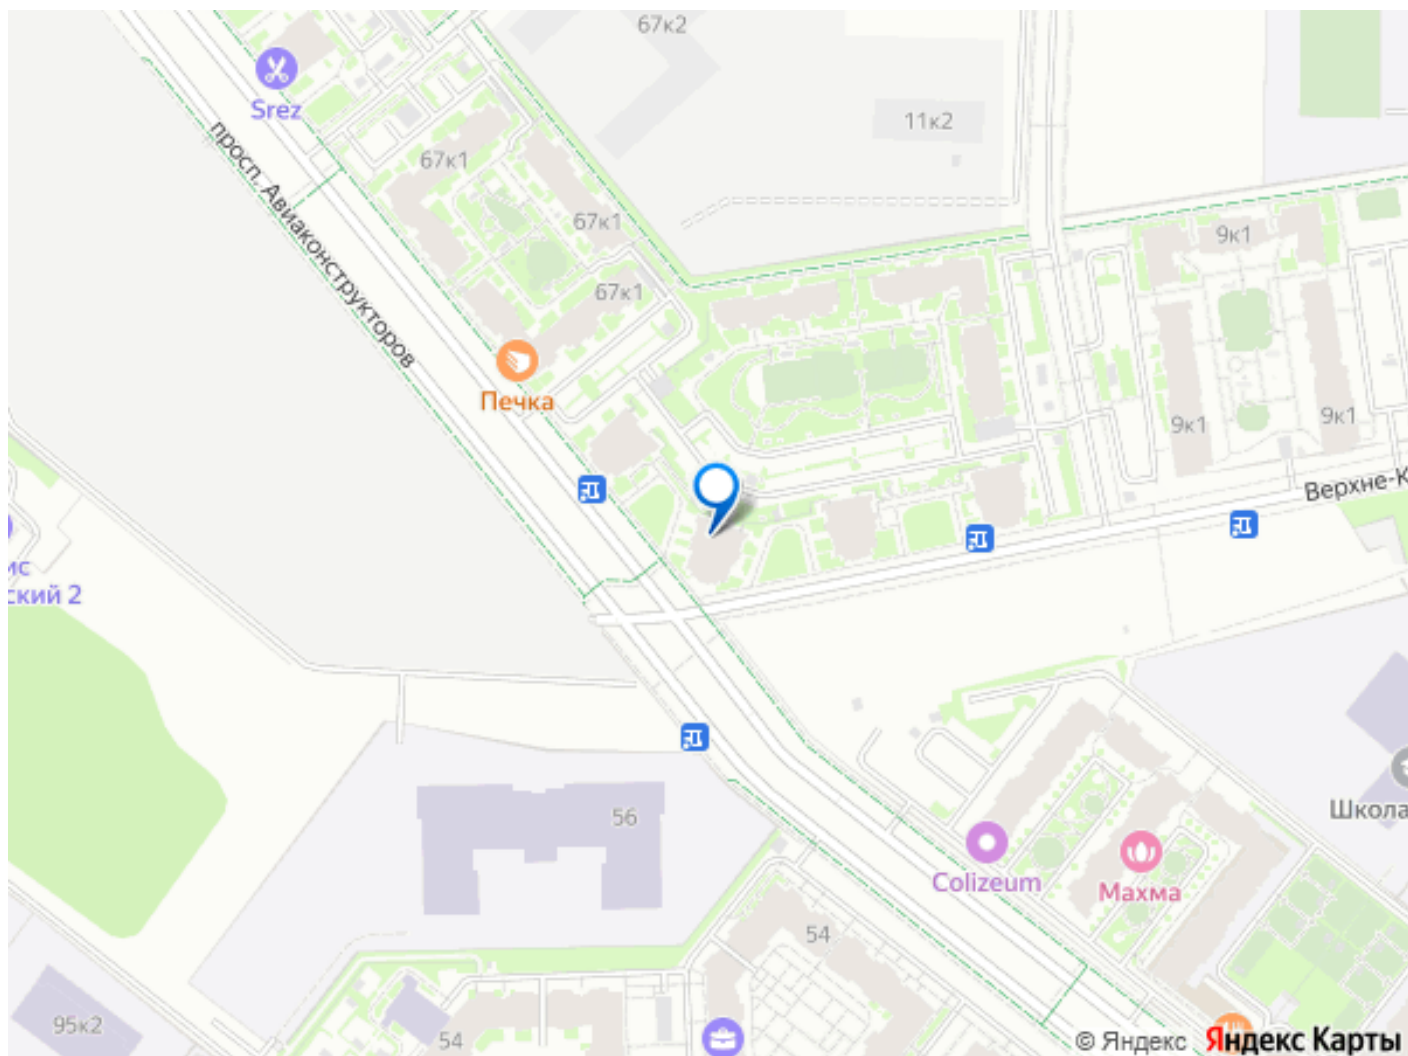 67к2
Srez
11к2
67к1
просп. Авиаконструкторов
67к1
9к1
67к1
Печка
9к1
9к1
Верхне-К
ис
ский 2
56
Школа
Colizeum
Махма
54
95к2
54
© Яндекс Яндекс Карты